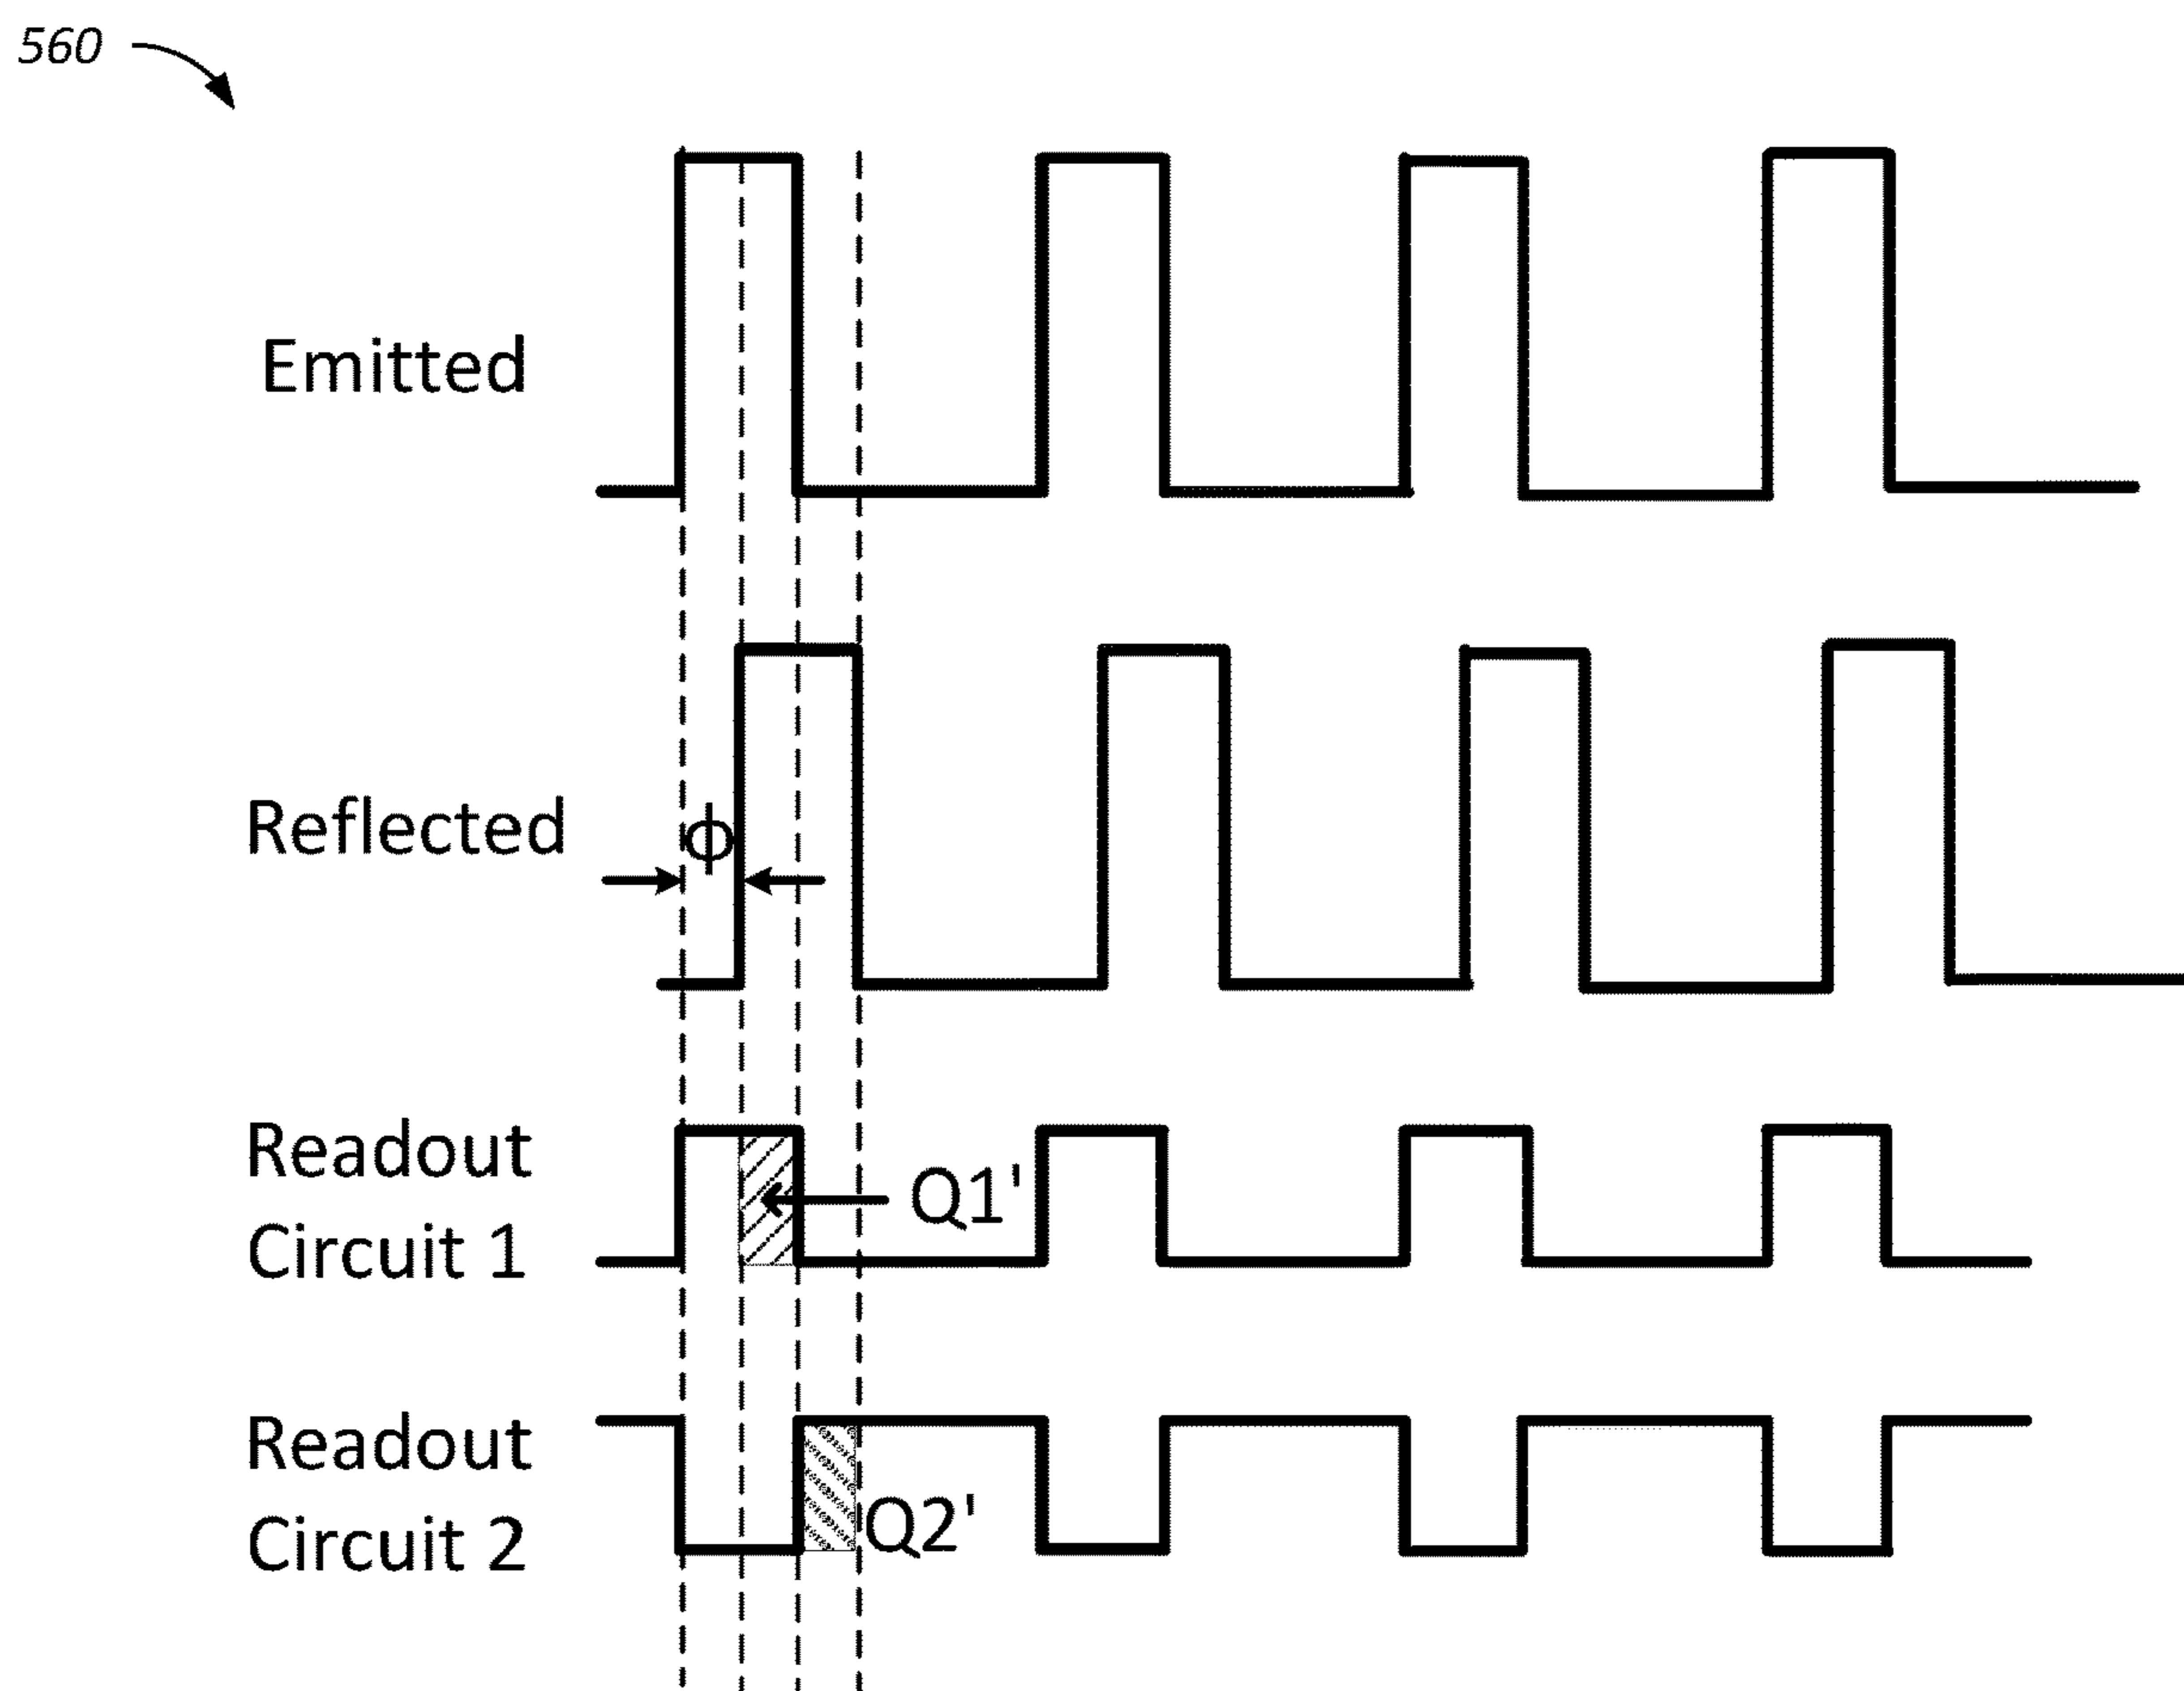 560
Emitted
Reflected
ϕ
Readout
Circuit 1
Q1'
Readout
Circuit 2
Q2'